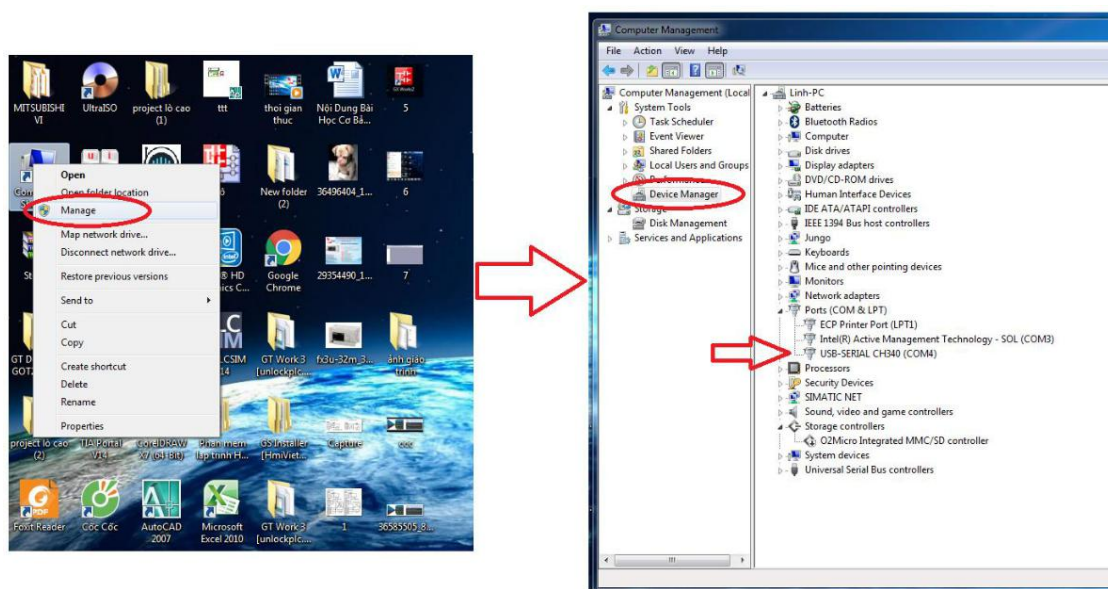 MITSUBISHI VI
UltraISO
project lò cao (1)
ttt
thoi gian thuc
Nội Dung Bài Học Cơ Bả...
5
New folder (2)
36496404_1...
6
Open
Open folder location
Manage
Map network drive...
Disconnect network drive...
Restore previous versions
Send to
Cut
Copy
Create shortcut
Delete
Rename
Properties
Google Chrome
29354490_1...
7
GT Work 3 [unlockplc....
fx3u-32m_3...
ảnh giáo trình
project lò cao (2)
TIA Portal V14
CorelDRAW X7 (64-Bit)
Phan mem lap trinh H...
GS Installer [HmiViet...
Capture
Foxit Reader
Cốc Cốc
AutoCAD 2007
Microsoft Excel 2010
GT Work 3 [unlockplc....
1
36585505_8...
Computer Management
File Action View Help
Computer Management (Local
System Tools
Task Scheduler
Event Viewer
Shared Folders
Local Users and Groups
Performance
Device Manager
Storage
Disk Management
Services and Applications
Linh-PC
Batteries
Bluetooth Radios
Computer
Disk drives
Display adapters
DVD/CD-ROM drives
Human Interface Devices
IDE ATA/ATAPI controllers
IEEE 1394 Bus host controllers
Jungo
Keyboards
Mice and other pointing devices
Monitors
Network adapters
Ports (COM & LPT)
ECP Printer Port (LPT1)
Intel(R) Active Management Technology - SOL (COM3)
USB-SERIAL CH340 (COM4)
Processors
Security Devices
SIMATIC NET
Sound, video and game controllers
Storage controllers
O2Micro Integrated MMC/SD controller
System devices
Universal Serial Bus controllers